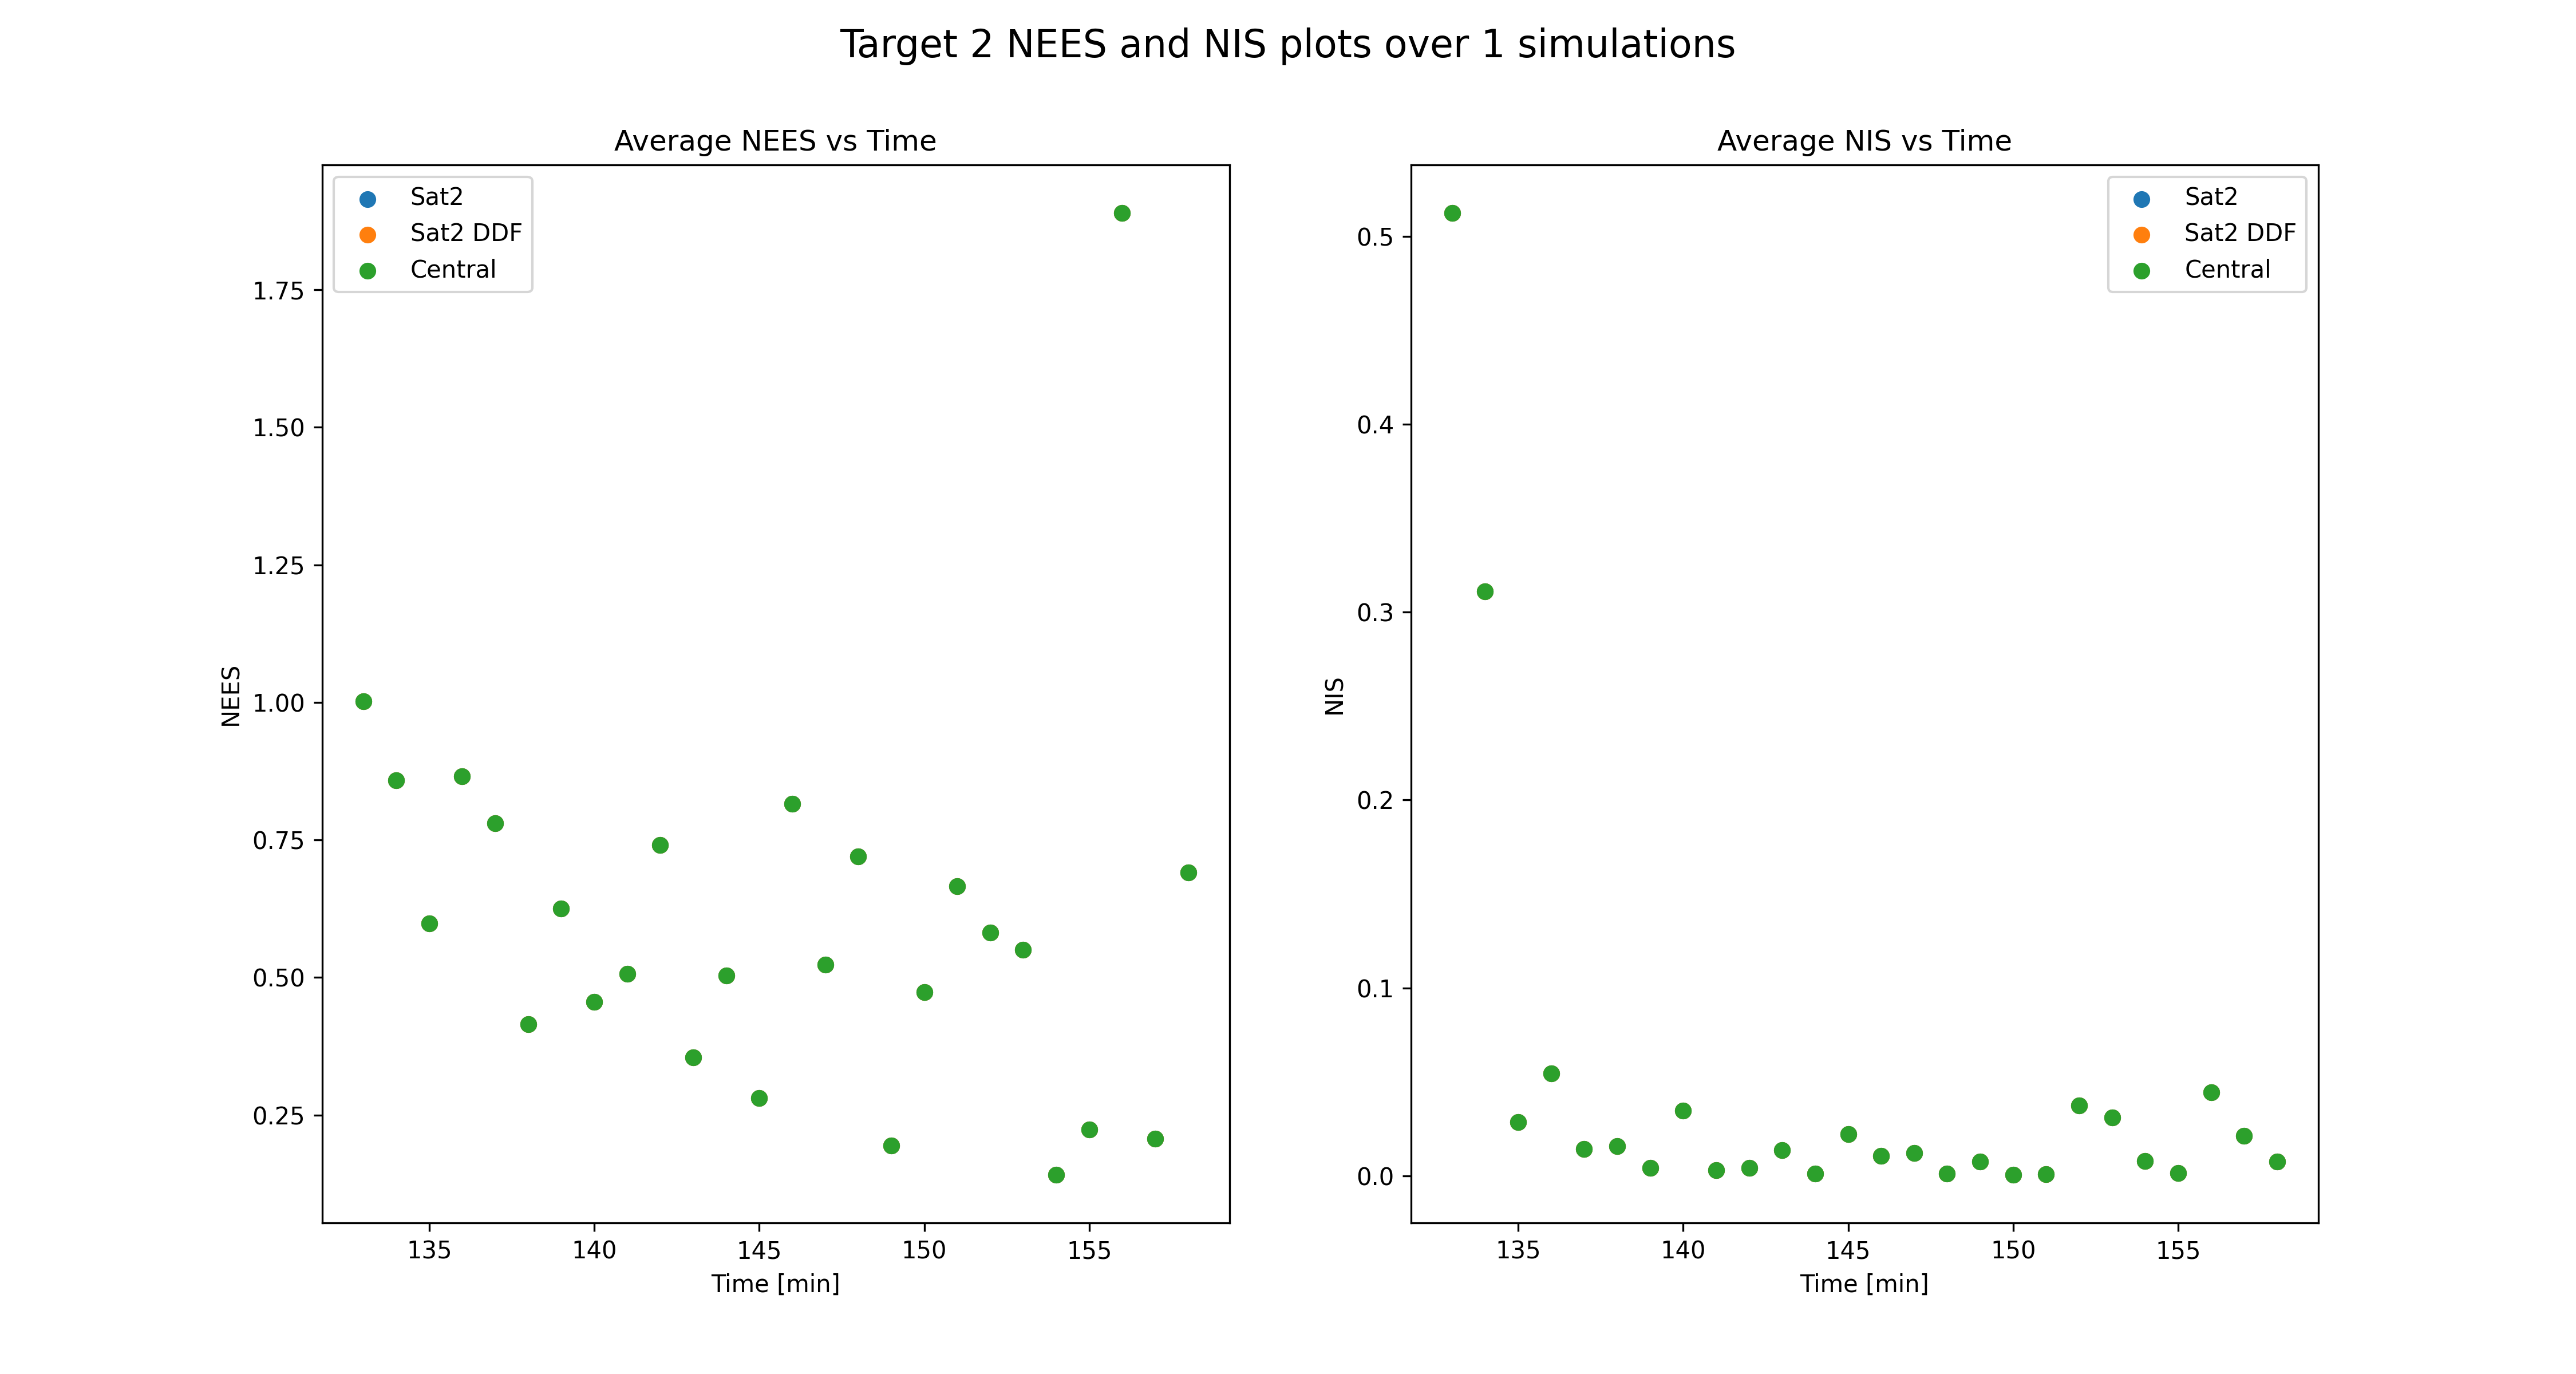 Target 2 NEES and NIS plots over 1 simulations
Average NEES vs Time
Sat2
Sat2 DDF
Central
1.75
1.50
1.25
1.00
0.75
0.50
0.25
NEES
135 140 145 150 155
Time [min]
Average NIS vs Time
Sat2
Sat2 DDF
Central
0.5
0.4
0.3
0.2
0.1
0.0
NIS
135 140 145 150 155
Time [min]